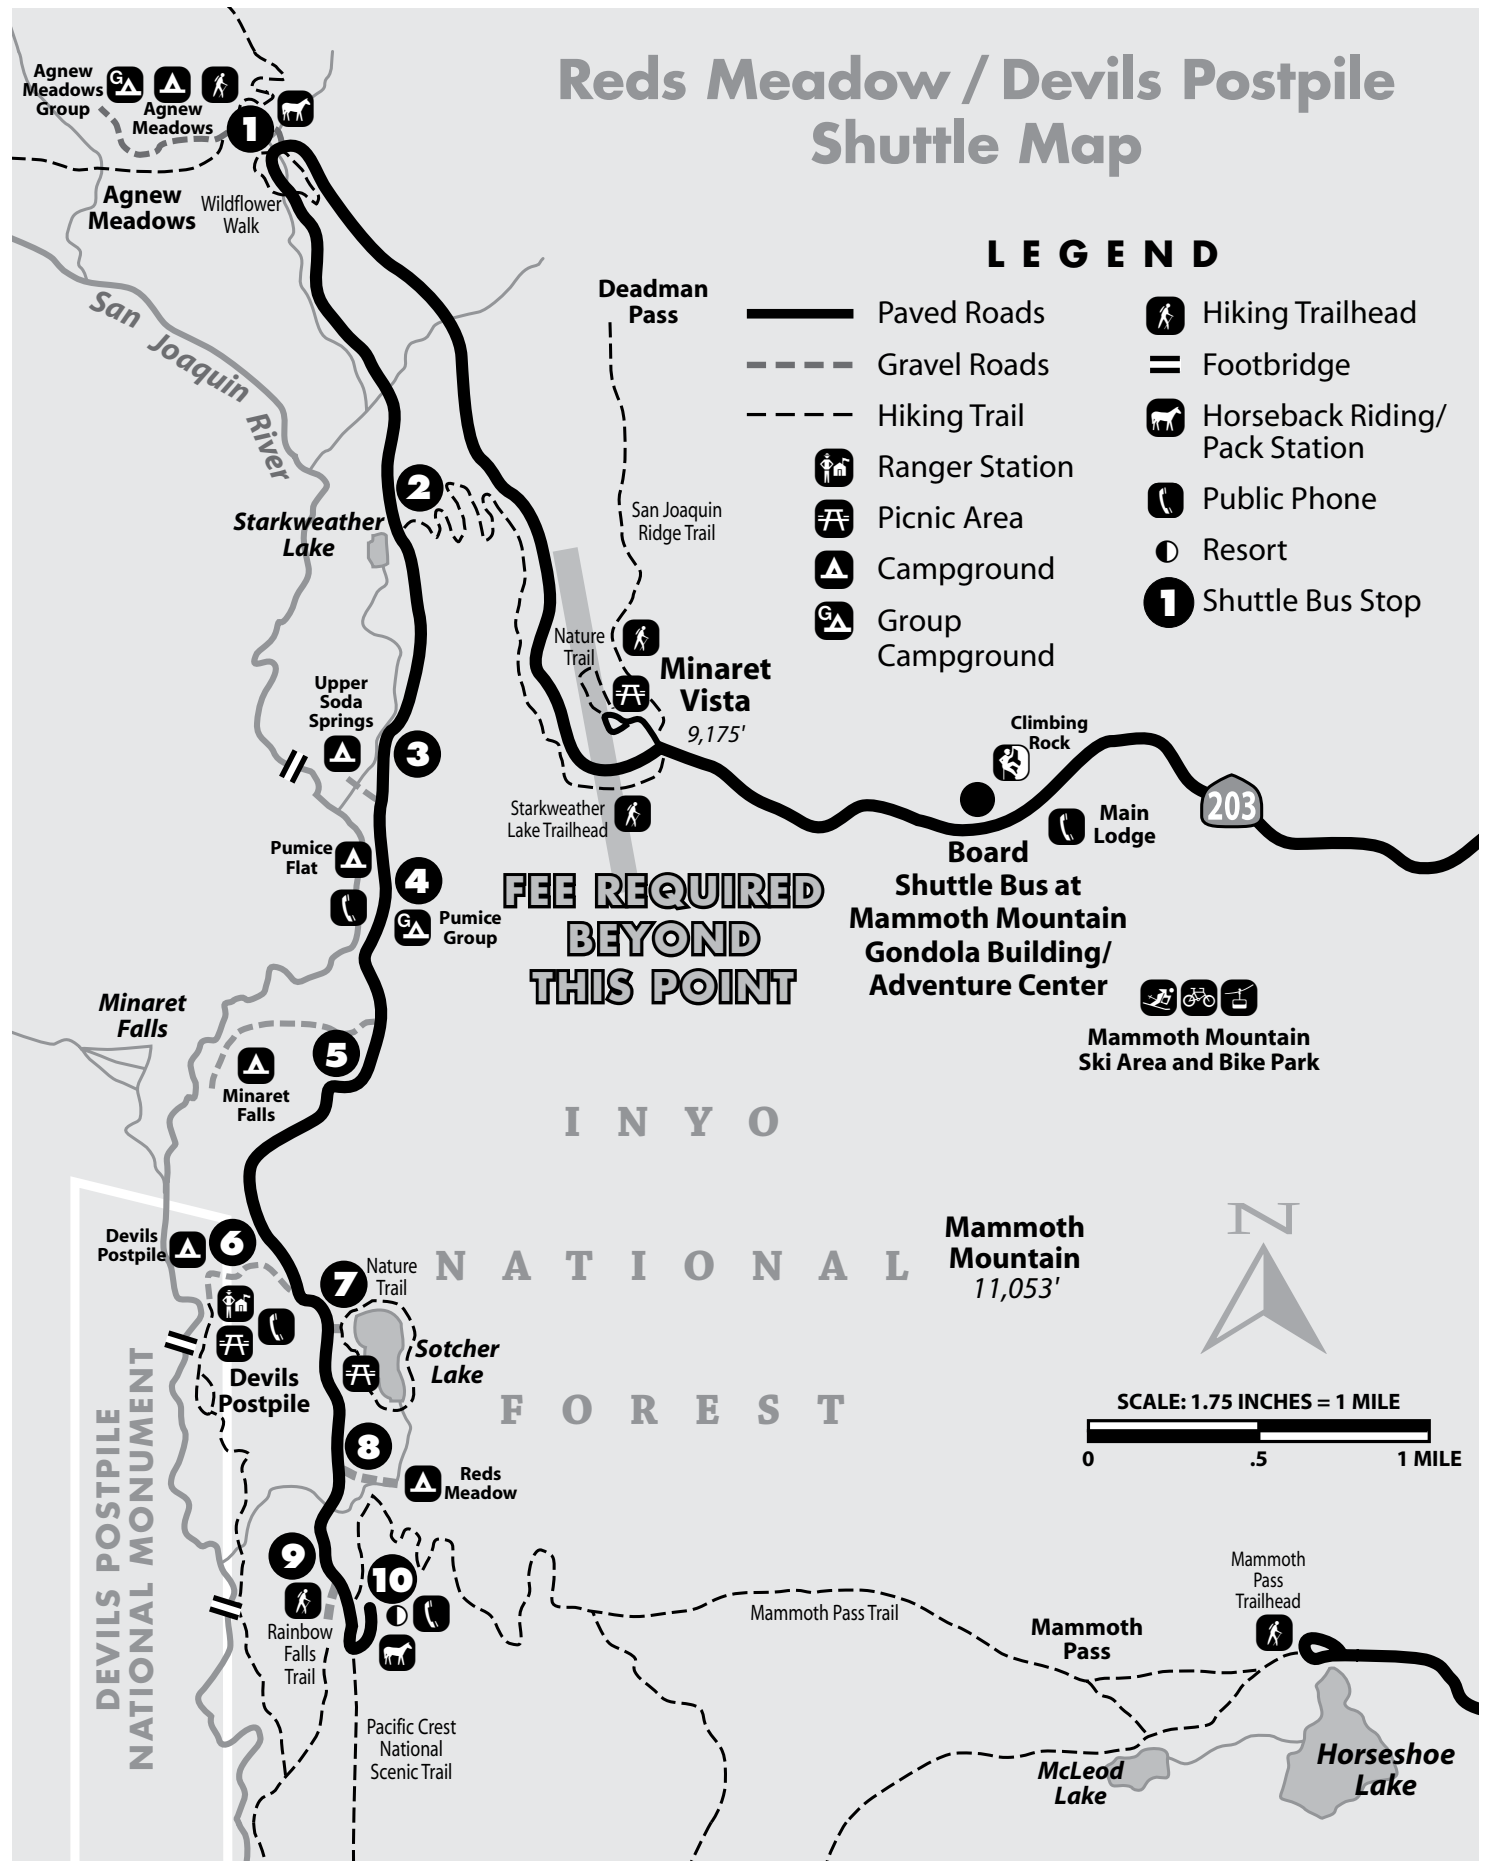 Reds Meadow / Devils Postpile
Shuttle Map
LEGEND
Paved Roads
Gravel Roads
Hiking Trail
Ranger Station
Picnic Area
Campground
G
Group
Campground
Hiking Trailhead
Footbridge
Horseback Riding/
Pack Station
Public Phone
Resort
1
Shuttle Bus Stop
Agnew
Meadows
Group
G
Agnew
Meadows
1
Agnew
Meadows
Wildflower
Walk
San
Joaquin
River
Deadman
Pass
2
Starkweather
Lake
San Joaquin
Ridge Trail
Nature
Trail
Minaret
Vista
9,175'
Upper
Soda
Springs
3
Climbing
Rock
203
Main
Lodge
Starkweather
Lake Trailhead
Board
Shuttle Bus at
Mammoth Mountain
Gondola Building/
Adventure Center
Pumice
Flat
4
G
Pumice
Group
FEE REQUIRED
BEYOND
THIS POINT
Mammoth Mountain
Ski Area and Bike Park
Minaret
Falls
5
Minaret
Falls
INYO
NATIONAL
FOREST
Devils
Postpile
6
7
Nature
Trail
Mammoth
Mountain
11,053'
N
Sotcher
Lake
Devils
Postpile
DEVILS POSTPILE
NATIONAL MONUMENT
SCALE: 1.75 INCHES = 1 MILE
0
.5
1 MILE
8
Reds
Meadow
9
10
Rainbow
Falls
Trail
Pacific Crest
National
Scenic Trail
Mammoth Pass Trail
Mammoth
Pass
Mammoth
Pass
Trailhead
McLeod
Lake
Horseshoe
Lake